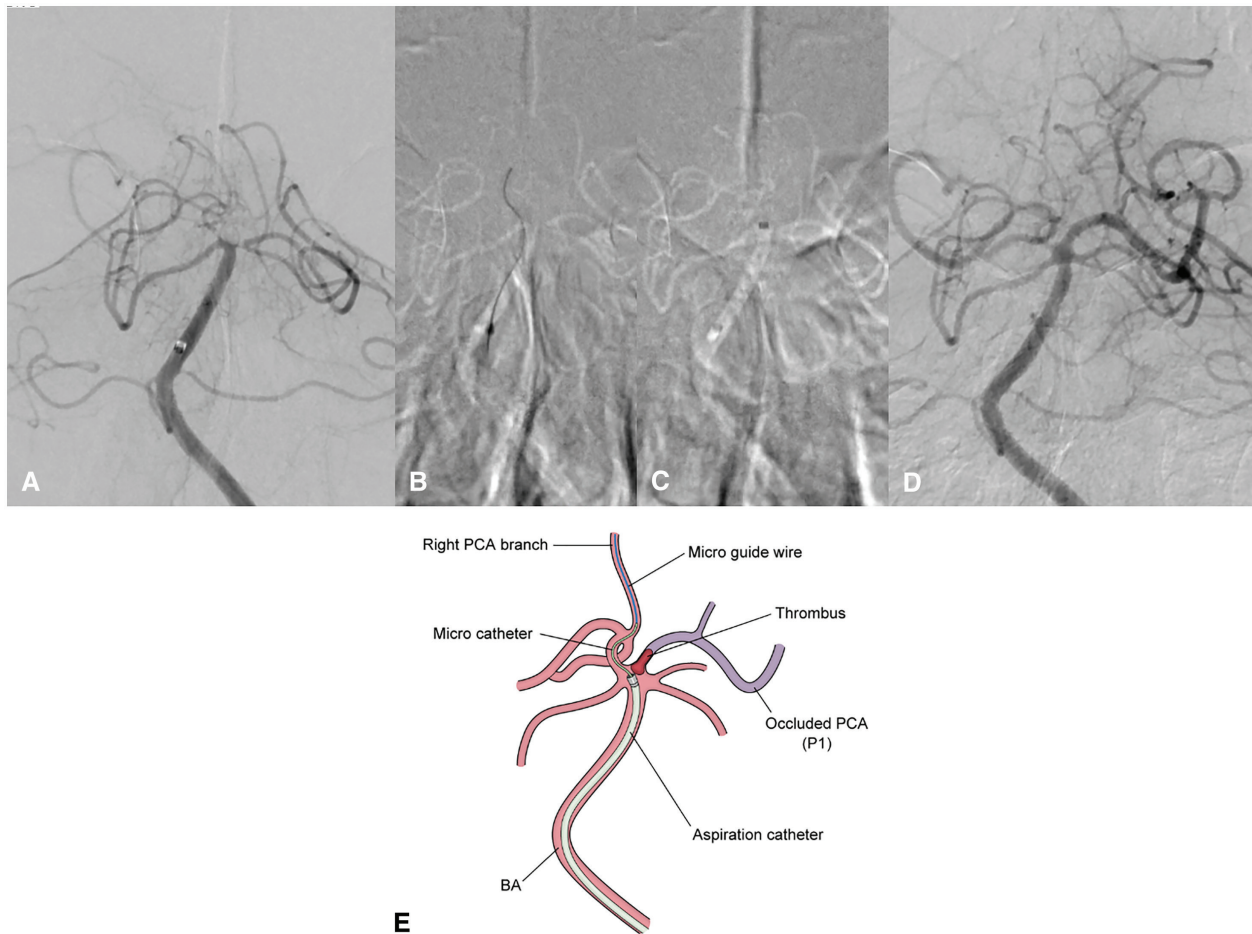 A
B
C
D
Right PCA branch
Micro guide wire
Thrombus
Micro catheter
Occluded PCA
(P1)
Aspiration catheter
BA
E